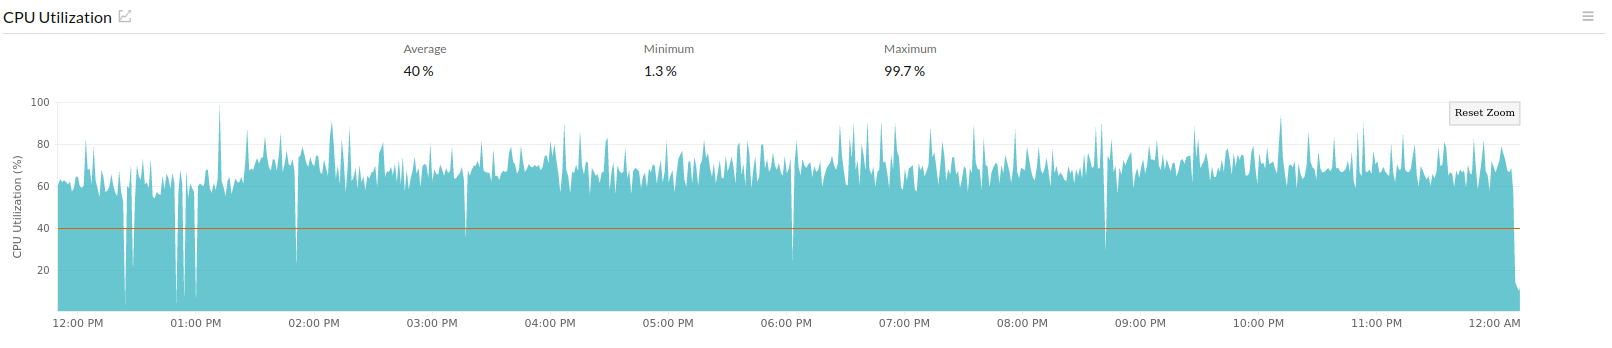 CPU Utilization
Average Minimum Maximum
40 % 1.3 % 99.7 %
Reset Zoom
CPU Utilization (%)
100
80
60
40
20
12:00 PM 01:00 PM 02:00 PM 03:00 PM 04:00 PM 05:00 PM 06:00 PM 07:00 PM 08:00 PM 09:00 PM 10:00 PM 11:00 PM 12:00 AM